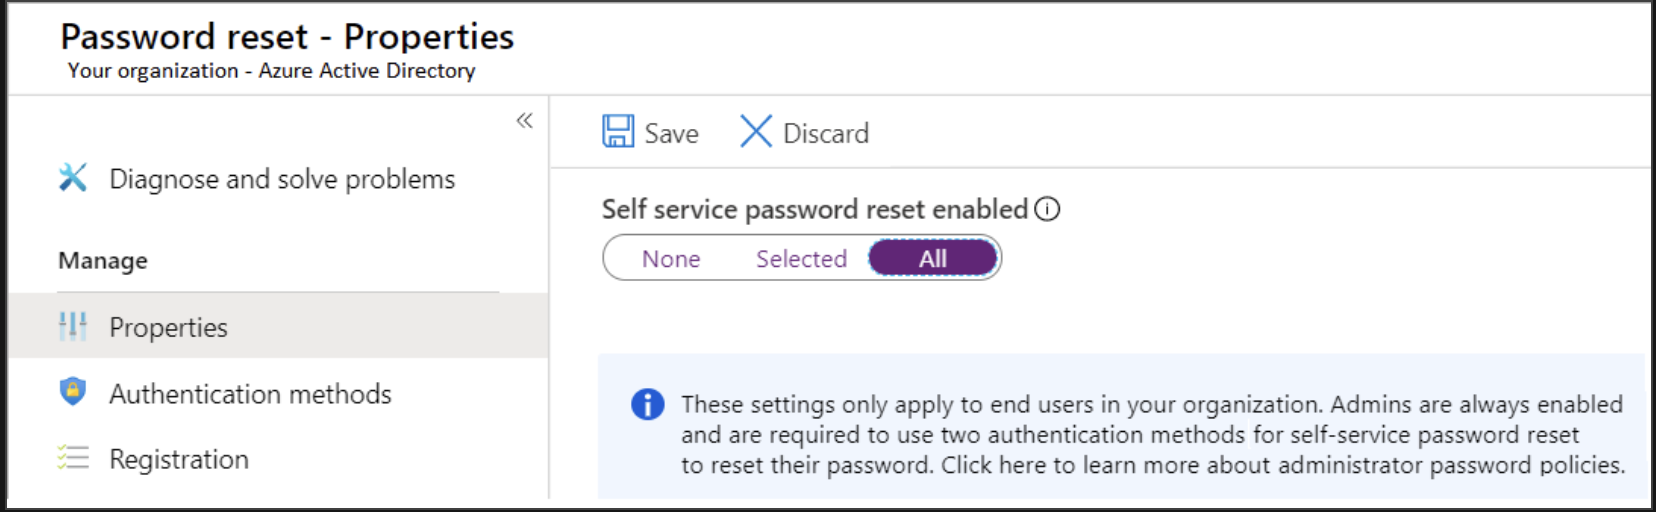 Password reset - Properties
Your organization - Azure Active Directory
«
Diagnose and solve problems
Manage
Properties
Authentication methods
Registration
Save
Discard
Self service password reset enabled
None
Selected
All
These settings only apply to end users in your organization. Admins are always enabled
and are required to use two authentication methods for self-service password reset
to reset their password. Click here to learn more about administrator password policies.